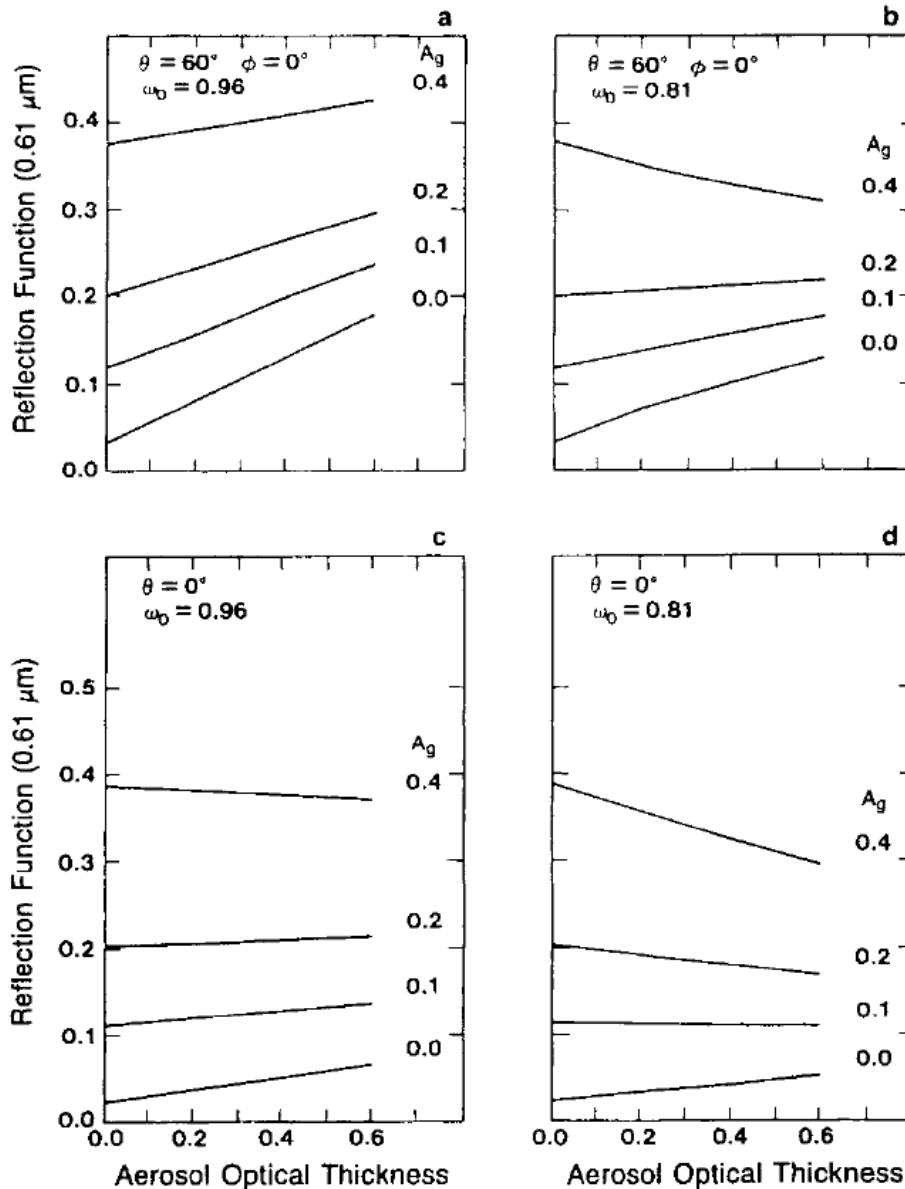 a
θ = 60° ϕ = 0°
ω0 = 0.96
Ag
0.4
0.2
0.1
0.0
0.4
0.3
0.2
0.1
0.0
Reflection Function (0.61 μm)
b
θ = 60° ϕ = 0°
ω0 = 0.81
Ag
0.4
0.2
0.1
0.0
c
θ = 0°
ω0 = 0.96
Ag
0.4
0.2
0.1
0.0
0.5
0.4
0.3
0.2
0.1
0.0
Reflection Function (0.61 μm)
0.0 0.2 0.4 0.6
Aerosol Optical Thickness
d
θ = 0°
ω0 = 0.81
Ag
0.4
0.2
0.1
0.0
0.0 0.2 0.4 0.6
Aerosol Optical Thickness